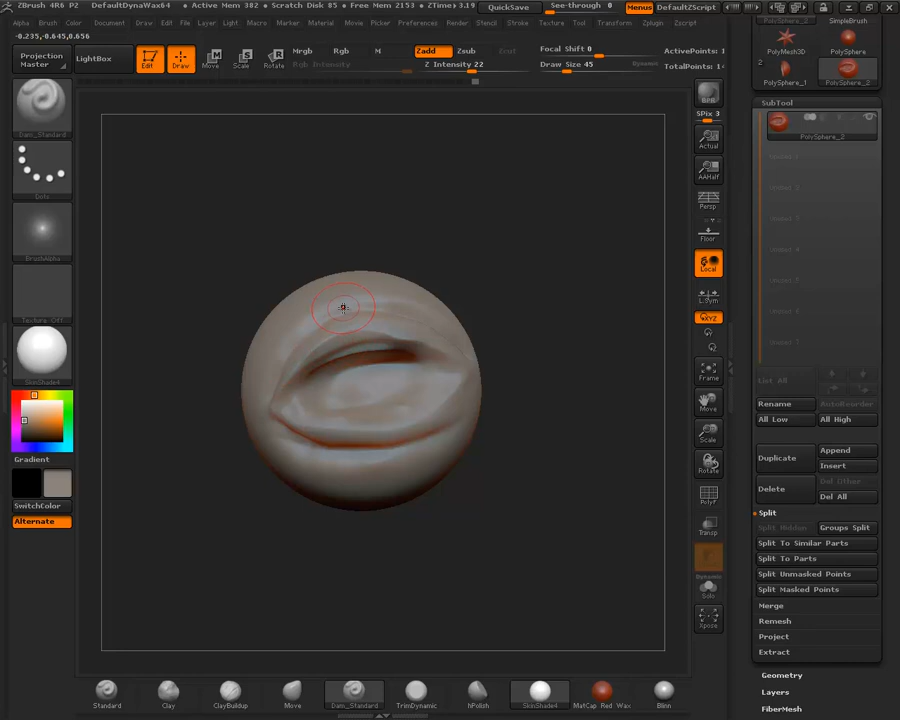 ZBrush 4R6 P2  DefaultDynaWax64  • Active Mem 382  • Scratch Disk 85  • Free Mem 2153  • ZTime▸3.19  QuickSave  See-through 0  Menus  DefaultZScript
Alpha  Brush  Color  Document  Draw  Edit  File  Layer  Light  Macro  Marker  Material  Movie  Picker  Preferences  Render  Stencil  Stroke  Texture  Tool  Transform  Zplugin  Zscript
-0.235,-0.645,0.656
Projection Master
LightBox
Edit  Draw  Move  Scale  Rotate
Mrgb  Rgb  M
Rgb Intensity
Zadd  Zsub  Cut
Z Intensity 22
Focal Shift 0
Draw Size 45  Dynamic
ActivePoints: 1
TotalPoints: 14
Dam_Standard
Dots
BrushAlpha
Texture Off
SkinShade4
Gradient
SwitchColor
Alternate
BPR
SPix 3
Actual
AAHalf
Persp
Floor
Local
L.Sym
XYZ
Frame
Move
Scale
Rotate
PolyF
Transp
Dynamic
Solo
Xpose
PolySphere_2  SimpleBrush
PolyMesh3D  PolySphere
2
PolySphere_1  PolySphere_2
SubTool
PolySphere_2
List All
Rename  AutoReorder
All Low  All High
Duplicate  Append
Insert
Delete  Del Other
Del All
Split
Split Hidden  Groups Split
Split To Similar Parts
Split To Parts
Split Unmasked Points
Split Masked Points
Merge
Remesh
Project
Extract
Geometry
Layers
FiberMesh
Standard  Clay  ClayBuildup  Move  Dam_Standard  TrimDynamic  hPolish  SkinShade4  MatCap Red Wax  Blinn